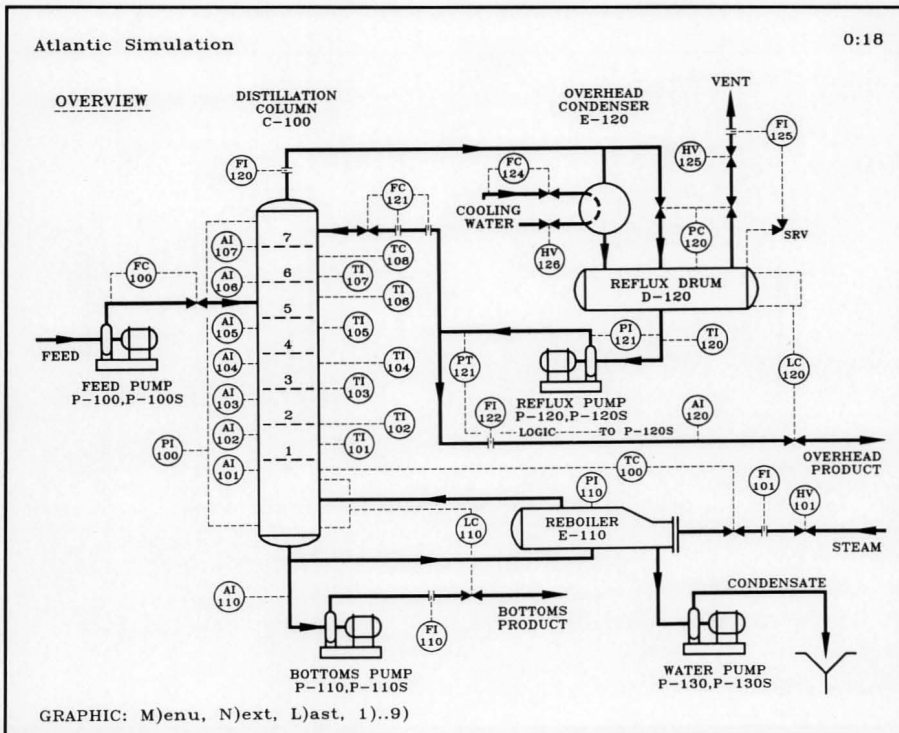 Atlantic Simulation
0:18
OVERVIEW
DISTILLATION
COLUMN
C-100
OVERHEAD
CONDENSER
E-120
VENT
FI
120
FC
121
FC
124
COOLING
WATER
HV
126
HV
125
FI
125
PC
120
SRV
REFLUX DRUM
D-120
FC
100
FEED
FEED PUMP
P-100,P-100S
PI
100
AI
107
AI
106
AI
105
AI
104
AI
103
AI
102
AI
101
7
6
5
4
3
2
1
TC
108
TI
107
TI
106
TI
105
TI
104
TI
103
TI
102
TI
101
PT
121
PI
121
TI
120
LC
120
REFLUX PUMP
P-120,P-120S
FI
122
LOGIC
TO P-120S
AI
120
OVERHEAD
PRODUCT
TC
100
PI
110
FI
101
HV
101
STEAM
REBOILER
E-110
LC
110
AI
110
FI
110
BOTTOMS
PRODUCT
BOTTOMS PUMP
P-110,P-110S
CONDENSATE
WATER PUMP
P-130,P-130S
GRAPHIC: M)enu, N)ext, L)ast, 1)..9)